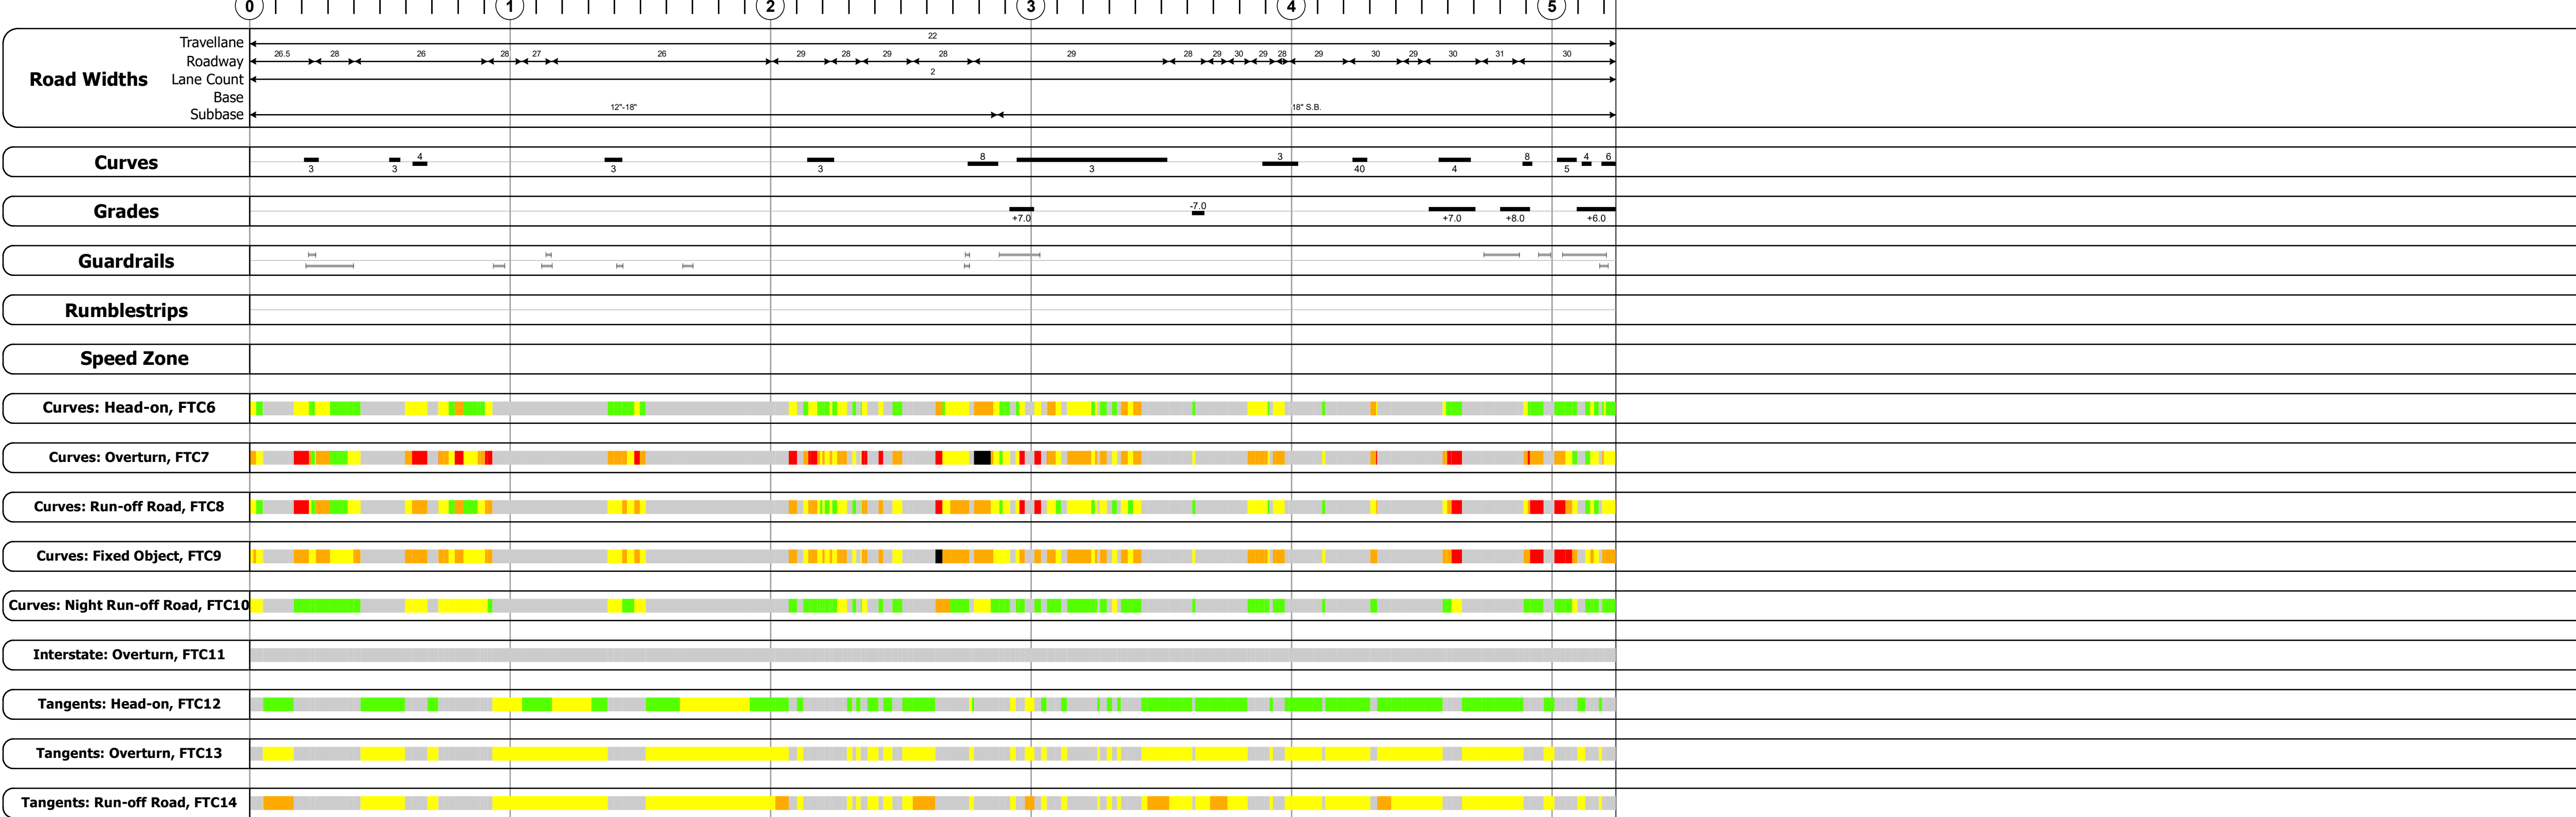 0 1 2 3 4 5
Road Widths
Travellane 22
Roadway 26.5 28 26 28 27 26 29 28 29 28 29 28 29 30 29 28 29 30 29 30 31 30
Lane Count 2
Base
Subbase 12"-18" 18" S.B.
Curves
4 8 3 8 4 6
3 3 3 3 3 40 4 5
Grades
-7.0
+7.0 +7.0 +8.0 +6.0
Guardrails
Rumblestrips
Speed Zone
Curves: Head-on, FTC6
Curves: Overturn, FTC7
Curves: Run-off Road, FTC8
Curves: Fixed Object, FTC9
Curves: Night Run-off Road, FTC10
Interstate: Overturn, FTC11
Tangents: Head-on, FTC12
Tangents: Overturn, FTC13
Tangents: Run-off Road, FTC14